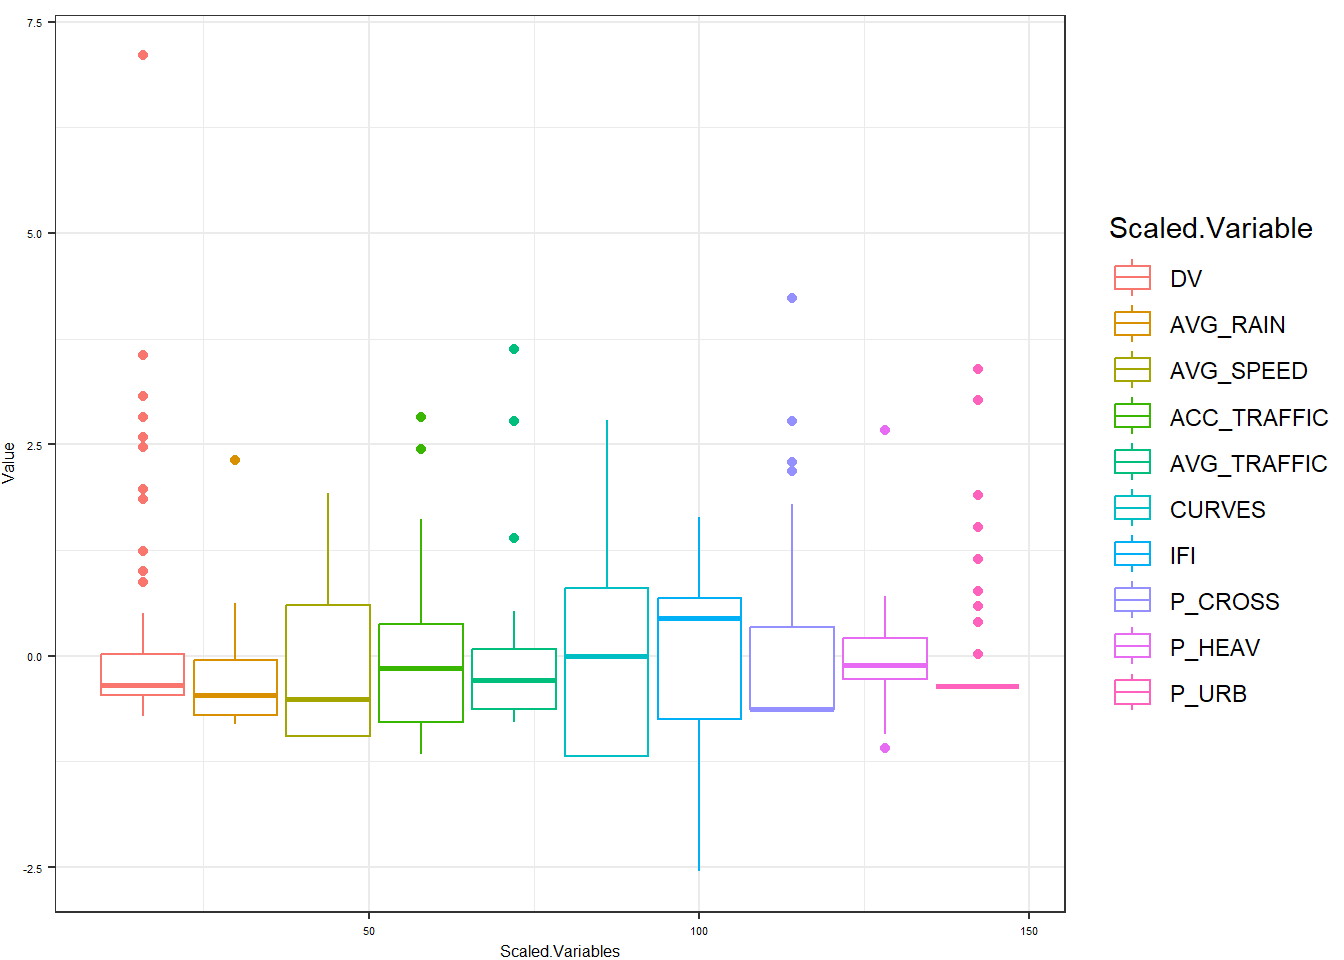 7.5
5.0
2.5
0.0
-2.5
Value
50
100
150
Scaled.Variables
Scaled.Variable
DV
AVG_RAIN
AVG_SPEED
ACC_TRAFFIC
AVG_TRAFFIC
CURVES
IFI
P_CROSS
P_HEAV
P_URB